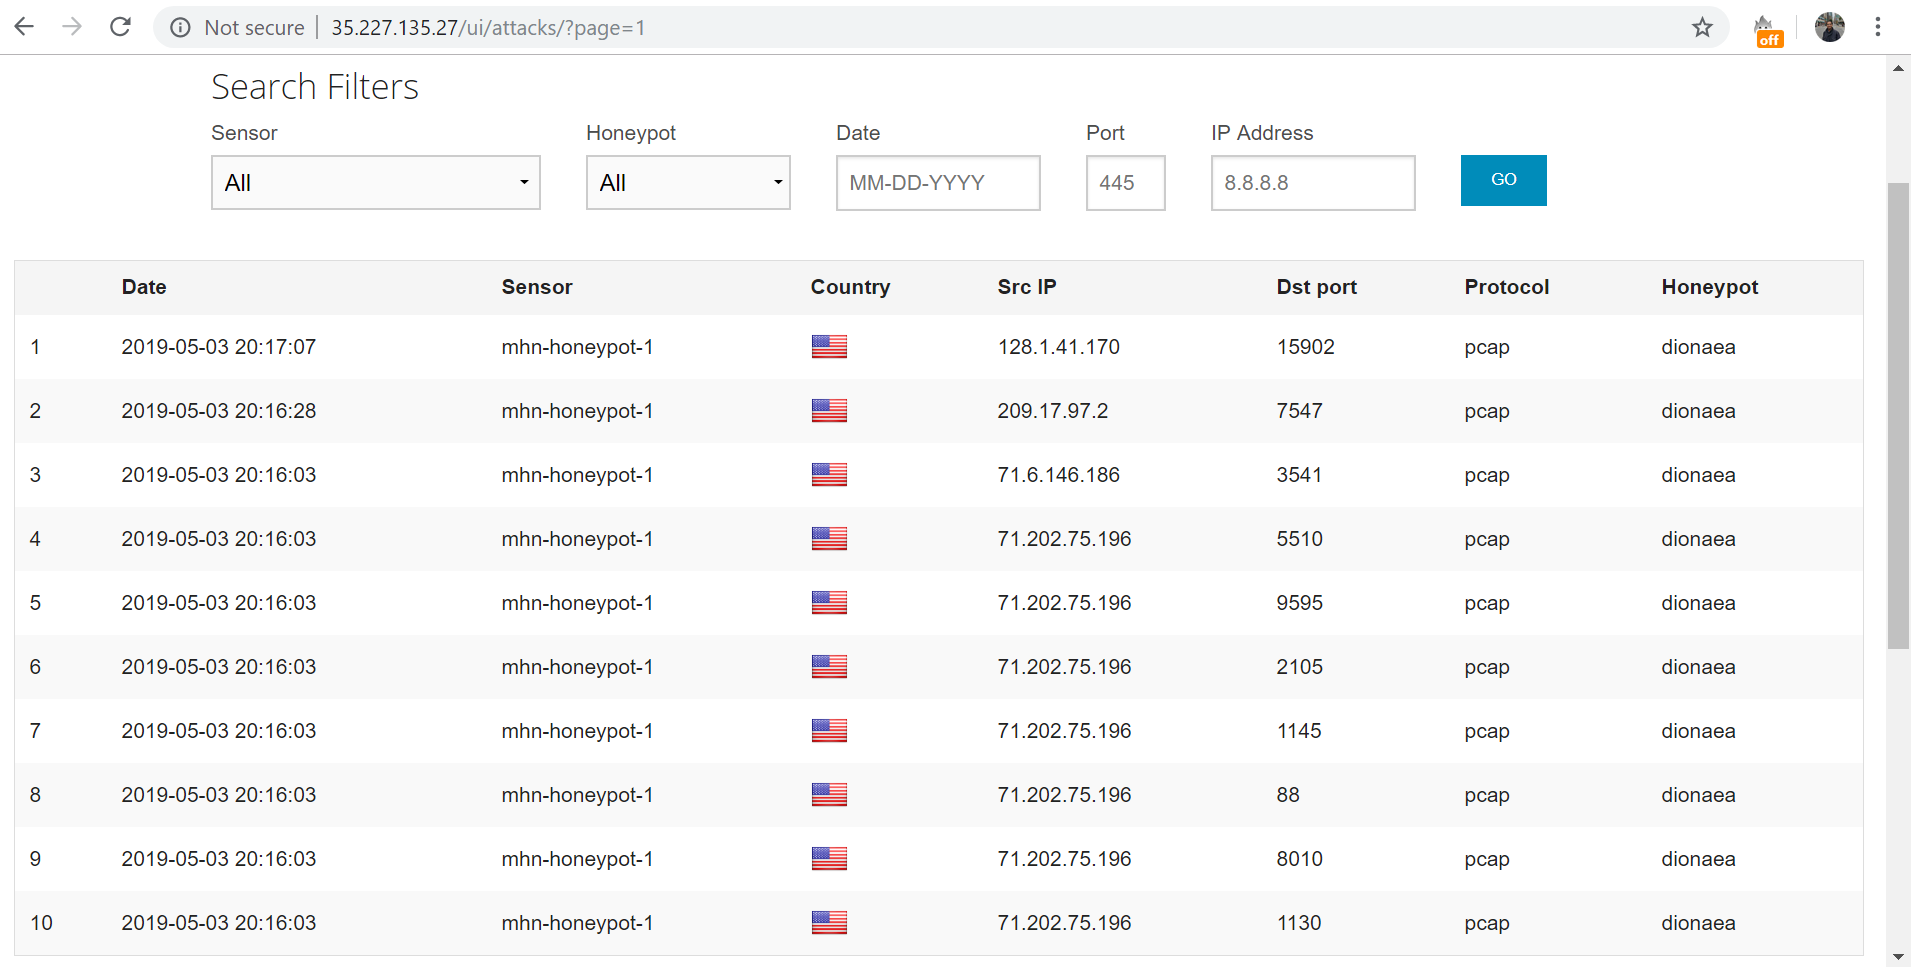 Not secure | 35.227.135.27/ui/attacks/?page=1
off
Search Filters
Sensor Honeypot Date Port IP Address
All All MM-DD-YYYY 445 8.8.8.8 GO
Date Sensor Country Src IP Dst port Protocol Honeypot
1 2019-05-03 20:17:07 mhn-honeypot-1 128.1.41.170 15902 pcap dionaea
2 2019-05-03 20:16:28 mhn-honeypot-1 209.17.97.2 7547 pcap dionaea
3 2019-05-03 20:16:03 mhn-honeypot-1 71.6.146.186 3541 pcap dionaea
4 2019-05-03 20:16:03 mhn-honeypot-1 71.202.75.196 5510 pcap dionaea
5 2019-05-03 20:16:03 mhn-honeypot-1 71.202.75.196 9595 pcap dionaea
6 2019-05-03 20:16:03 mhn-honeypot-1 71.202.75.196 2105 pcap dionaea
7 2019-05-03 20:16:03 mhn-honeypot-1 71.202.75.196 1145 pcap dionaea
8 2019-05-03 20:16:03 mhn-honeypot-1 71.202.75.196 88 pcap dionaea
9 2019-05-03 20:16:03 mhn-honeypot-1 71.202.75.196 8010 pcap dionaea
10 2019-05-03 20:16:03 mhn-honeypot-1 71.202.75.196 1130 pcap dionaea